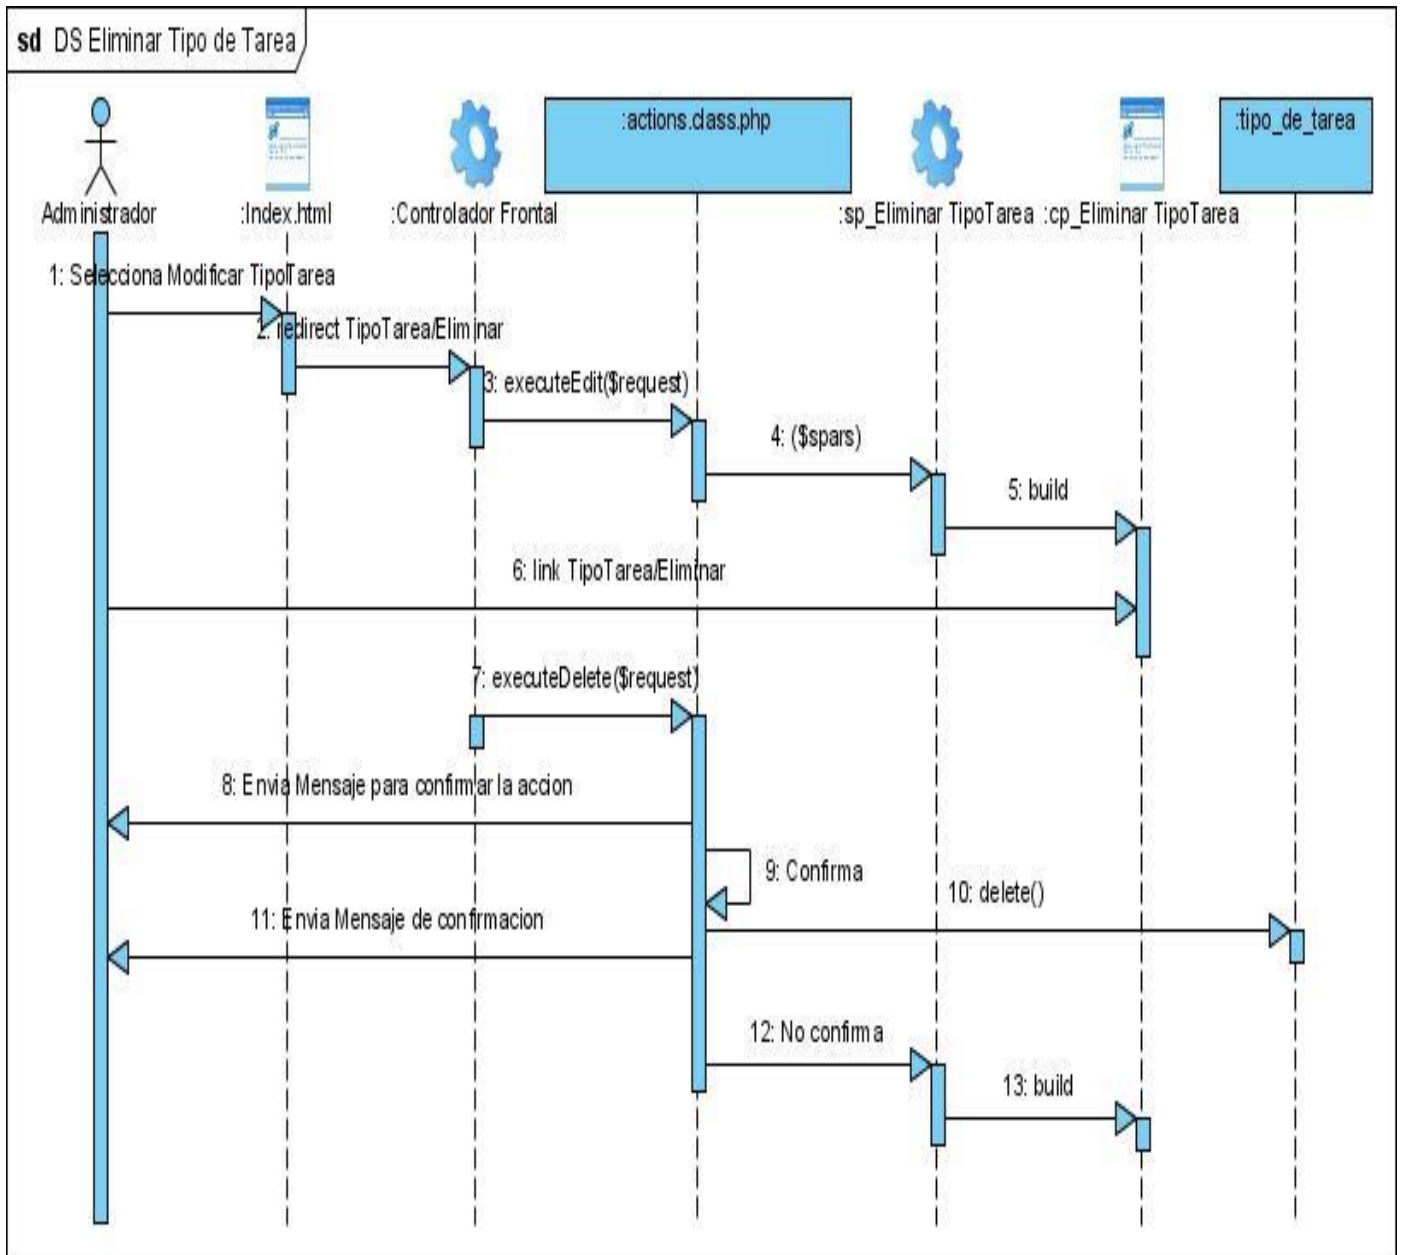 sd DS Eliminar Tipo de Tarea
:actions.class.php
:tipo_de_tarea
Administrador
:Index.html
:Controlador Frontal
:sp_Eliminar TipoTarea
:cp_Eliminar TipoTarea
1: Selecciona Modificar TipoTarea
2: redirect TipoTarea/Eliminar
3: executeEdit($request)
4: ($spars)
5: build
6: link TipoTarea/Eliminar
7: executeDelete($request)
8: Envia Mensaje para confirmar la accion
9: Confirma
10: delete()
11: Envia Mensaje de confirmacion
12: No confirma
13: build